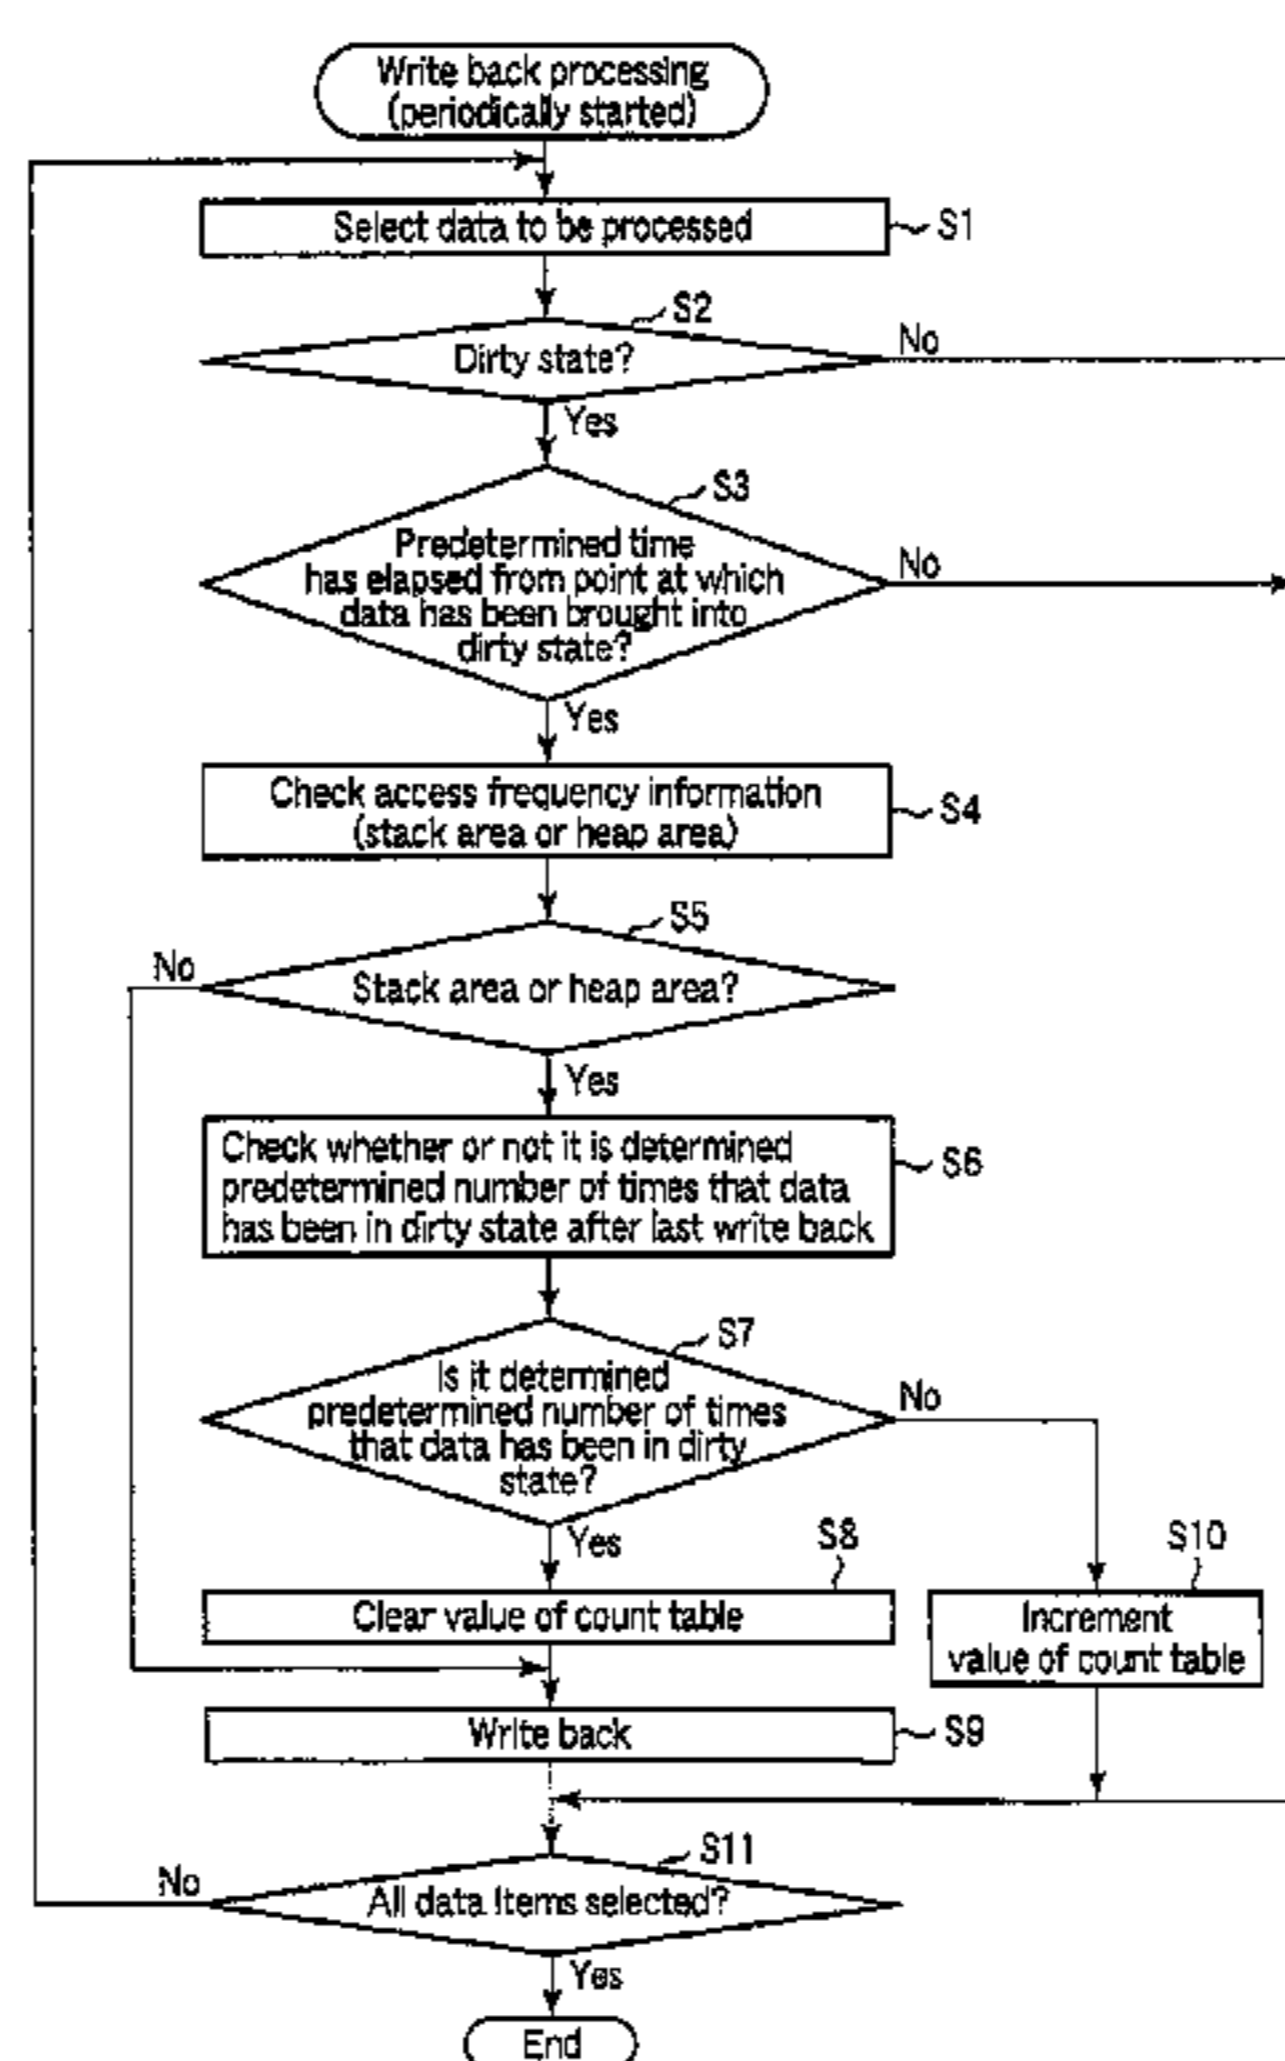 Write back processing
(periodically started)
Select data to be processed
S1
S2
Dirty state?
No
Yes
S3
Predetermined time
has elapsed from point at which
data has been brought into
dirty state?
No
Yes
Check access frequency information
(stack area or heap area)
S4
S5
No
Stack area or heap area?
Yes
Check whether or not it is determined
predetermined number of times that data
has been in dirty state after last write back
S6
S7
Is it determined
predetermined number of times
that data has been in dirty
state?
No
Yes
S8
S10
Clear value of count table
Increment
value of count table
Write back
S9
S11
No
All data items selected?
Yes
End